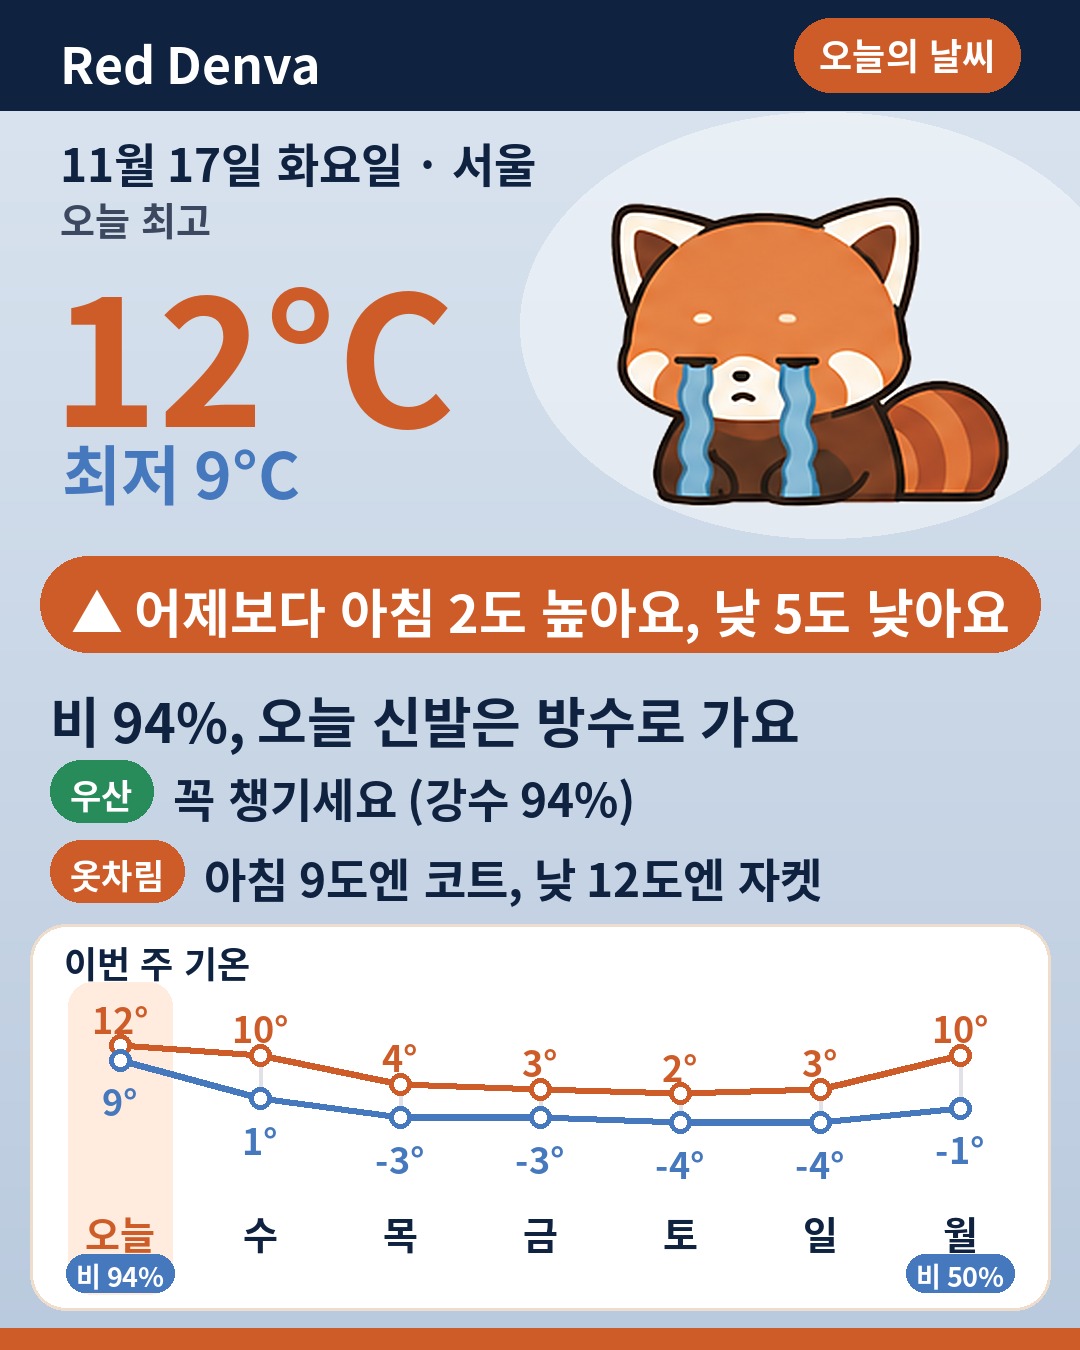 Red Denva
오늘의 날씨
11월 17일 화요일 · 서울
오늘 최고
12°C
최저 9°C
▲ 어제보다 아침 2도 높아요, 낮 5도 낮아요
비 94%, 오늘 신발은 방수로 가요
우산 꼭 챙기세요 (강수 94%)
옷차림 아침 9도엔 코트, 낮 12도엔 자켓
이번 주 기온
12° 10° 4° 3° 2° 3° 10°
9° 1° -3° -3° -4° -4° -1°
오늘 수 목 금 토 일 월
비 94% 비 50%